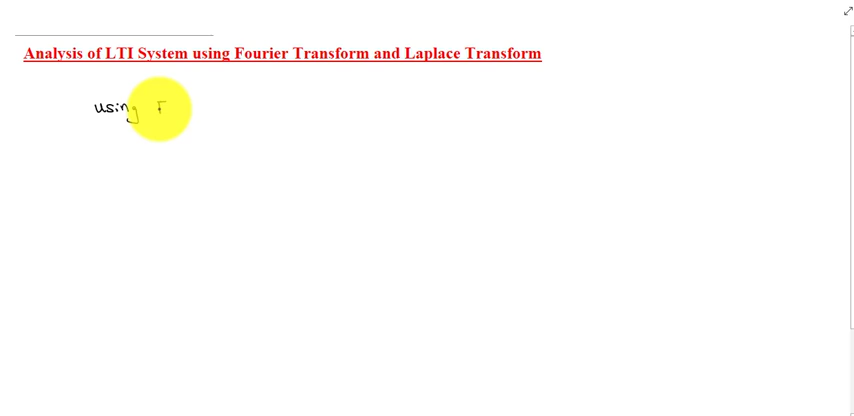 Analysis of LTI System using Fourier Transform and Laplace Transform
using F